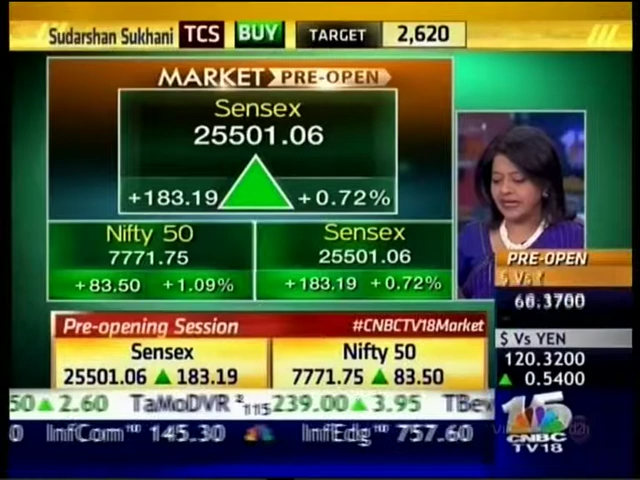 Sudarshan Sukhani TCS BUY TARGET 2,620
MARKET PRE-OPEN
Sensex
25501.06
+183.19 +0.72%
Nifty 50
7771.75
+83.50 +1.09%
Sensex
25501.06
+183.19 +0.72%
PRE-OPEN
$ Vs ₹
$ Vs YEN
120.3200
0.5400
Pre-opening Session #CNBCTV18Market
Sensex
25501.06 183.19
Nifty 50
7771.75 83.50
50 2.60 TaMoDVR 239.00 3.95 TBev
0 InfCom 145.30 InfEdg 757.60
15
CNBC
TV18